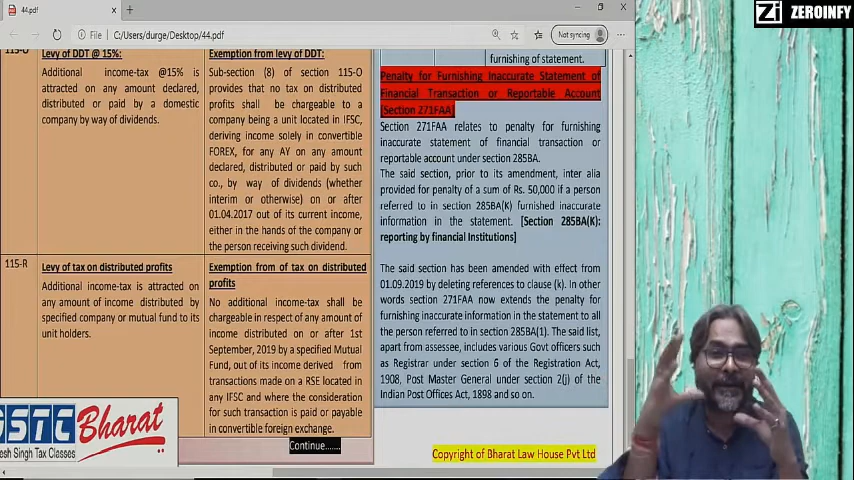 44.pdf
File | C:/Users/durge/Desktop/44.pdf
Not syncing
ZEROINFY
115-O
Levy of DDT @ 15%:
Additional income-tax @15% is
attracted on any amount declared,
distributed or paid by a domestic
company by way of dividends.
Exemption from levy of DDT:
Sub-section (8) of section 115-O
provides that no tax on distributed
profits shall be chargeable to a
company being a unit located in IFSC,
deriving income solely in convertible
FOREX, for any AY on any amount
declared, distributed or paid by such
co., by way of dividends (whether
interim or otherwise) on or after
01.04.2017 out of its current income,
either in the hands of the company or
the person receiving such dividend.
115-R
Levy of tax on distributed profits
Additional income-tax is attracted on
any amount of income distributed by
specified company or mutual fund to its
unit holders.
Exemption from of tax on distributed
profits
No additional income-tax shall be
chargeable in respect of any amount of
income distributed on or after 1st
September, 2019 by a specified Mutual
Fund, out of its income derived from
transactions made on a RSE located in
any IFSC and where the consideration
for such transaction is paid or payable
in convertible foreign exchange.
Continue.......
furnishing of statement.
Penalty for Furnishing Inaccurate Statement of
Financial Transaction or Reportable Account
[Section 271FAA]
Section 271FAA relates to penalty for furnishing
inaccurate statement of financial transaction or
reportable account under section 285BA.
The said section, prior to its amendment, inter alia
provided for penalty of a sum of Rs. 50,000 if a person
referred to in section 285BA(K) furnished inaccurate
information in the statement. [Section 285BA(K):
reporting by financial Institutions]
The said section has been amended with effect from
01.09.2019 by deleting references to clause (k). In other
words section 271FAA now extends the penalty for
furnishing inaccurate information in the statement to all
the person referred to in section 285BA(1). The said list,
apart from assessee, includes various Govt officers such
as Registrar under section 6 of the Registration Act,
1908, Post Master General under section 2(j) of the
Indian Post Offices Act, 1898 and so on.
Copyright of Bharat Law House Pvt Ltd
GSTC Bharat
esh Singh Tax Classes